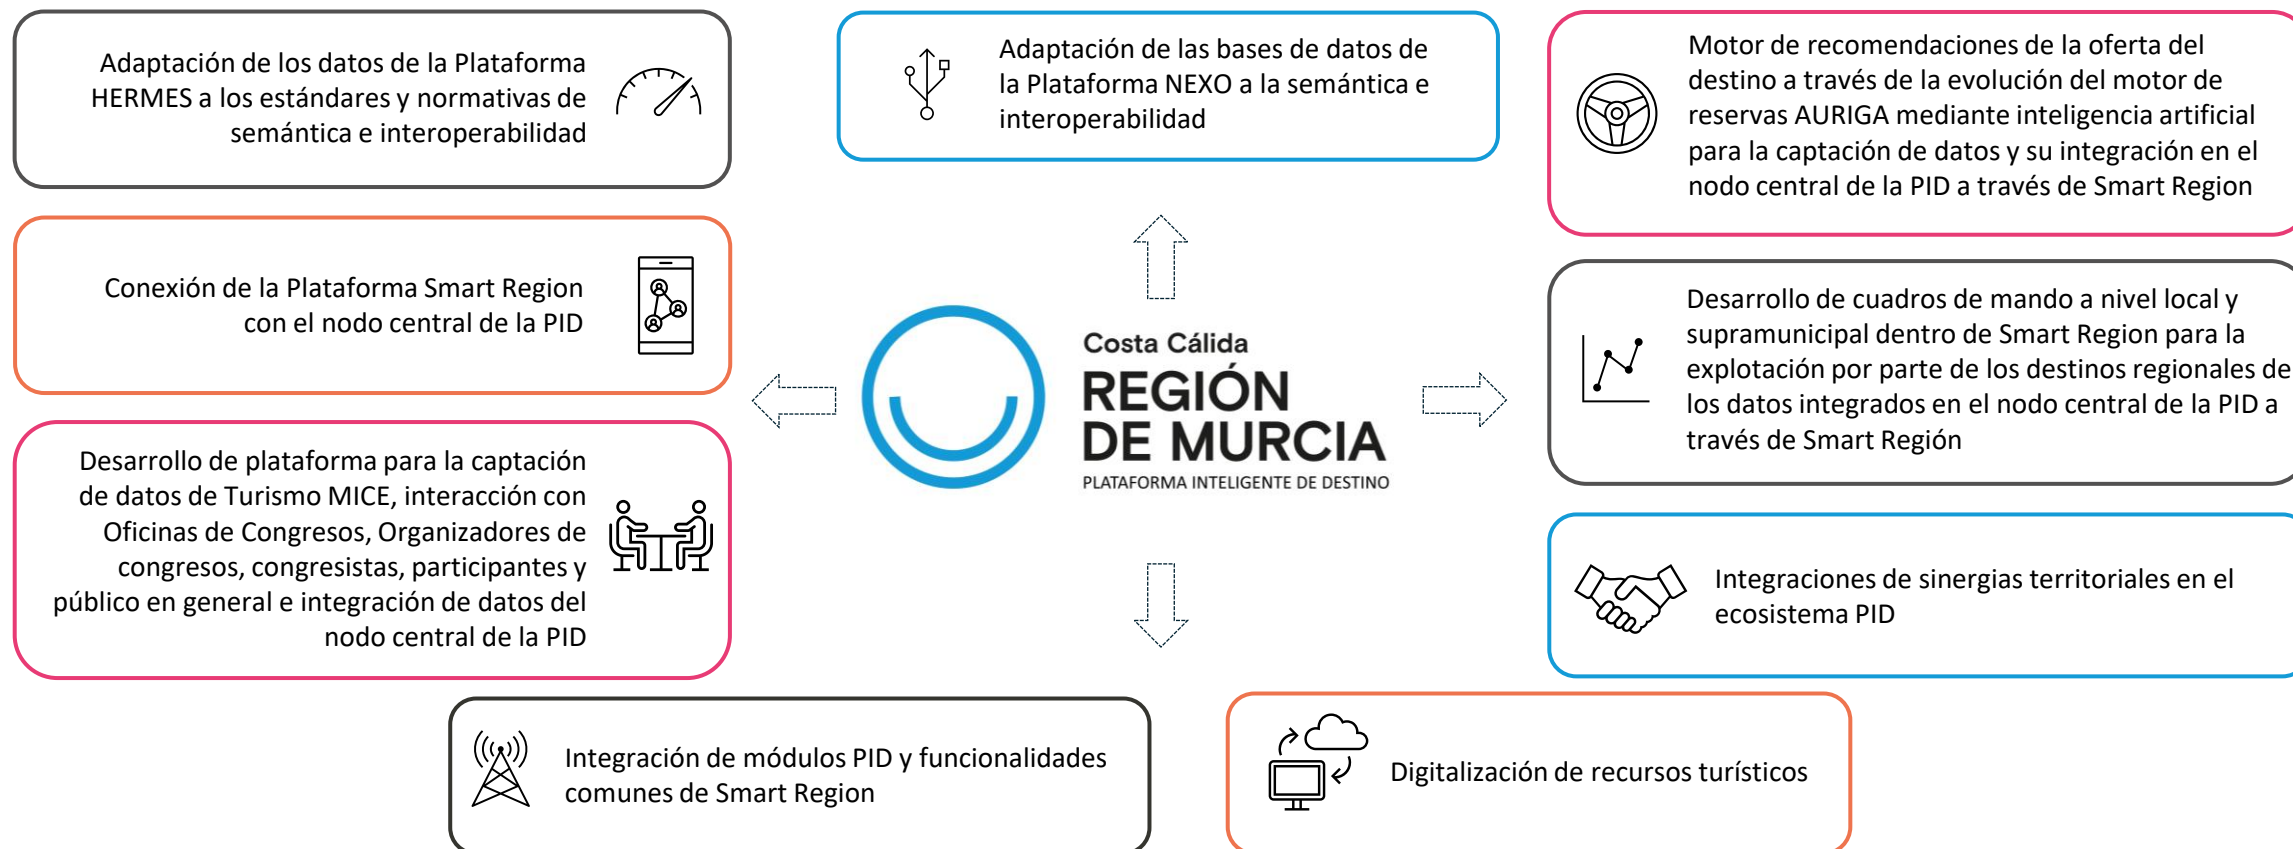 Adaptación de los datos de la Plataforma
HERMES a los estándares y normativas de
semántica e interoperabilidad
Adaptación de las bases de datos de
la Plataforma NEXO a la semántica e
interoperabilidad
Motor de recomendaciones de la oferta del
destino a través de la evolución del motor de
reservas AURIGA mediante inteligencia artificial
para la captación de datos y su integración en el
nodo central de la PID a través de Smart Region
Conexión de la Plataforma Smart Region
con el nodo central de la PID
Costa Cálida
REGIÓN
DE MURCIA
PLATAFORMA INTELIGENTE DE DESTINO
Desarrollo de cuadros de mando a nivel local y
supramunicipal dentro de Smart Region para la
explotación por parte de los destinos regionales de
los datos integrados en el nodo central de la PID a
través de Smart Región
Desarrollo de plataforma para la captación
de datos de Turismo MICE, interacción con
Oficinas de Congresos, Organizadores de
congresos, congresistas, participantes y
público en general e integración de datos del
nodo central de la PID
Integraciones de sinergias territoriales en el
ecosistema PID
Integración de módulos PID y funcionalidades
comunes de Smart Region
Digitalización de recursos turísticos